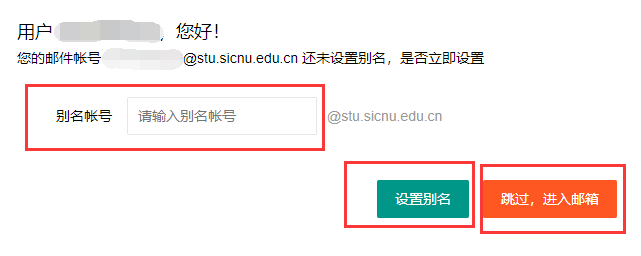 用户 ，您好！
您的邮件帐号 @stu.sicnu.edu.cn 还未设置别名，是否立即设置
别名帐号 请输入别名帐号 @stu.sicnu.edu.cn
设置别名 跳过，进入邮箱